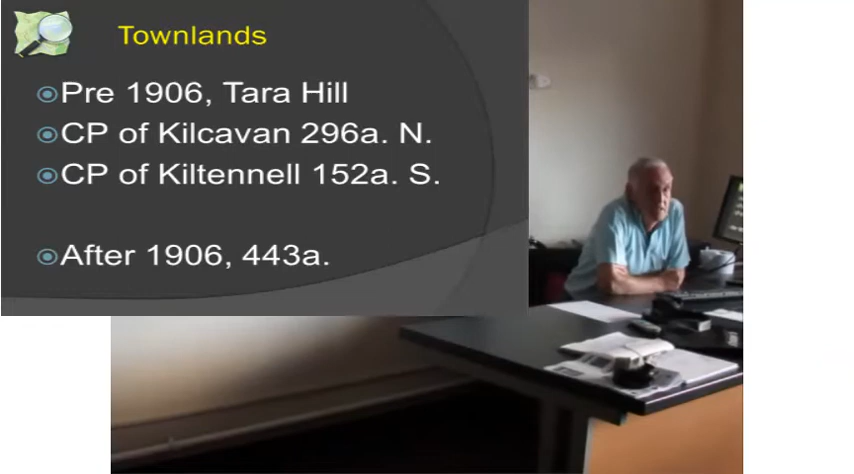 Townlands
Pre 1906, Tara Hill
CP of Kilcavan 296a. N.
CP of Kiltennell 152a. S.
After 1906, 443a.